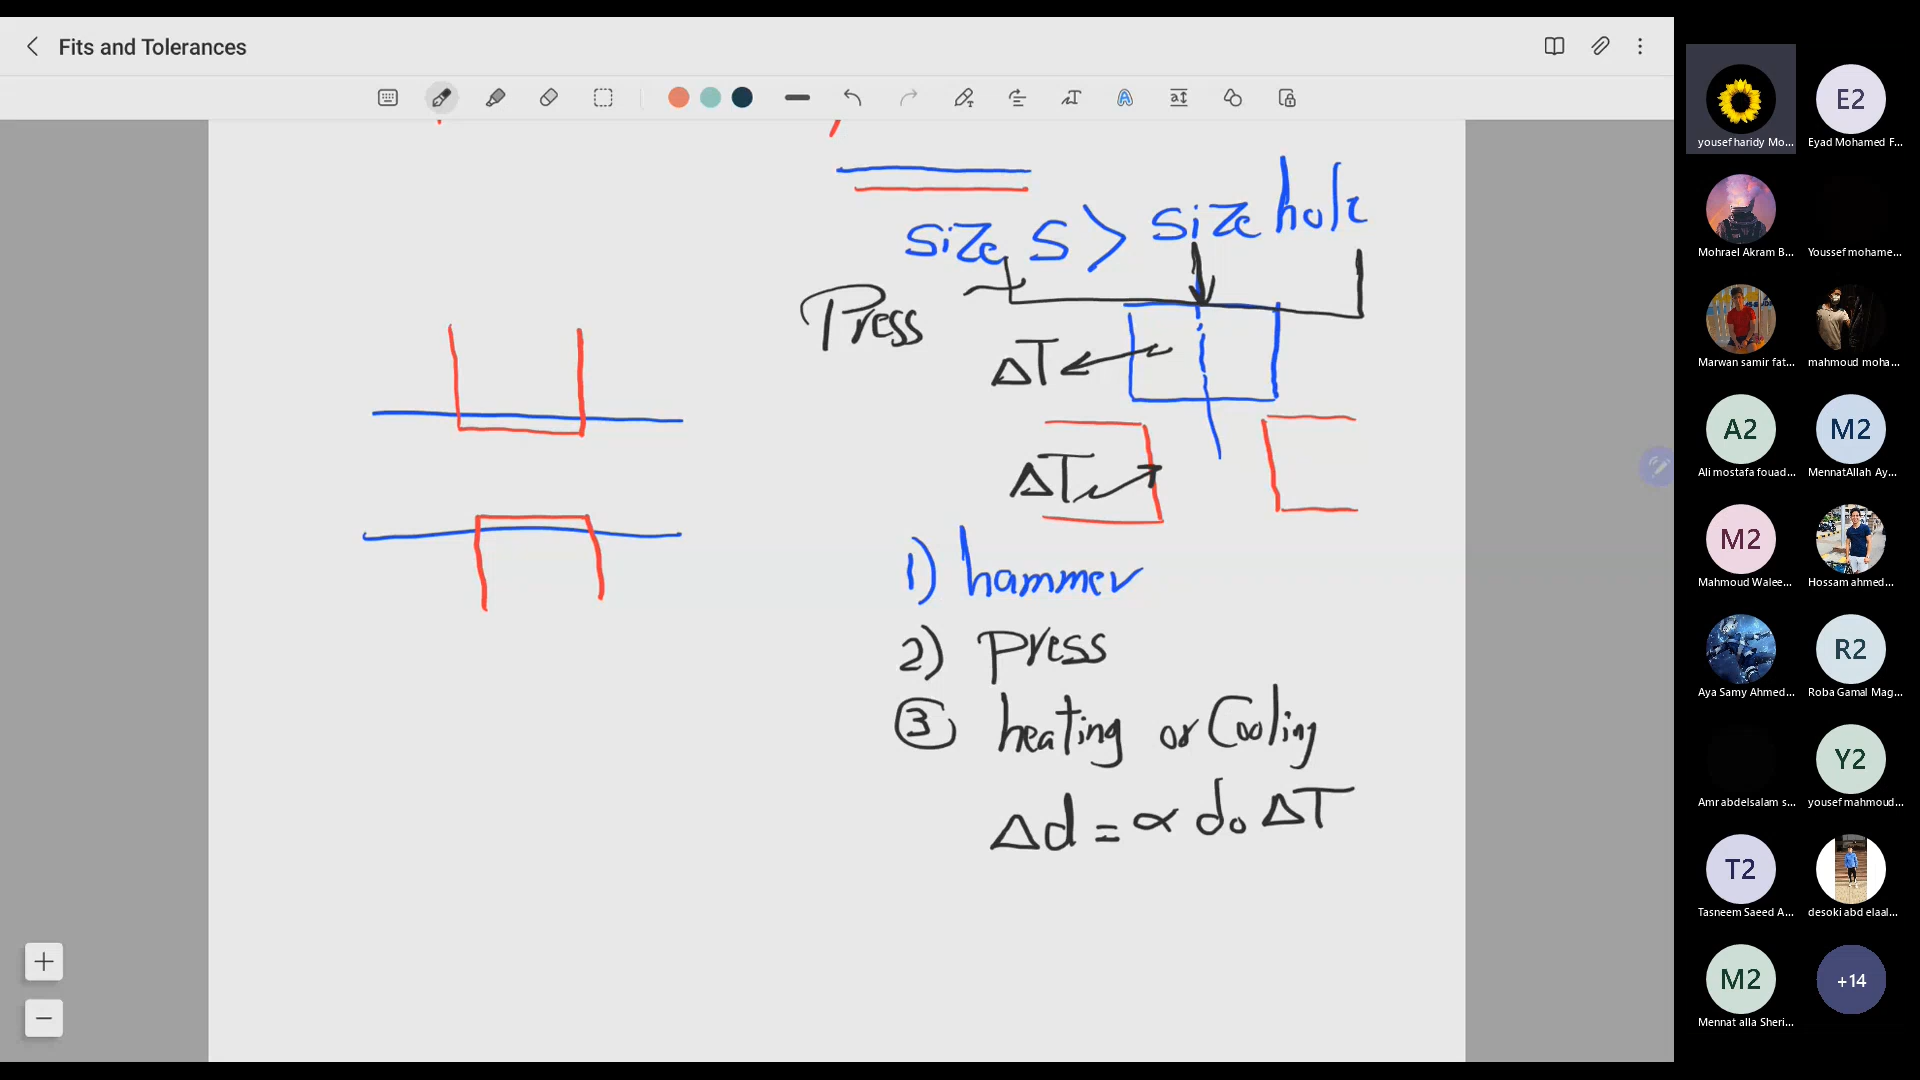 Fits and Tolerances
size s > size hole
Press
ΔT
ΔT
1) hammer
2) press
③ heating or Cooling
Δd = α d₀ ΔT
E2
yousef haridy Mo...
Eyad Mohamed F...
Mohrael Akram B...
Youssef mohame...
Marwan samir fat...
mahmoud moha...
A2
M2
Ali mostafa fouad...
MennatAllah Ay...
M2
Mahmoud Walee...
Hossam ahmed...
R2
Aya Samy Ahmed...
Roba Gamal Mag...
Y2
Amr abdelsalam s...
yousef mahmoud...
T2
Tasneem Saeed A...
desoki abd elaal...
M2
+14
Mennat alla Sheri...